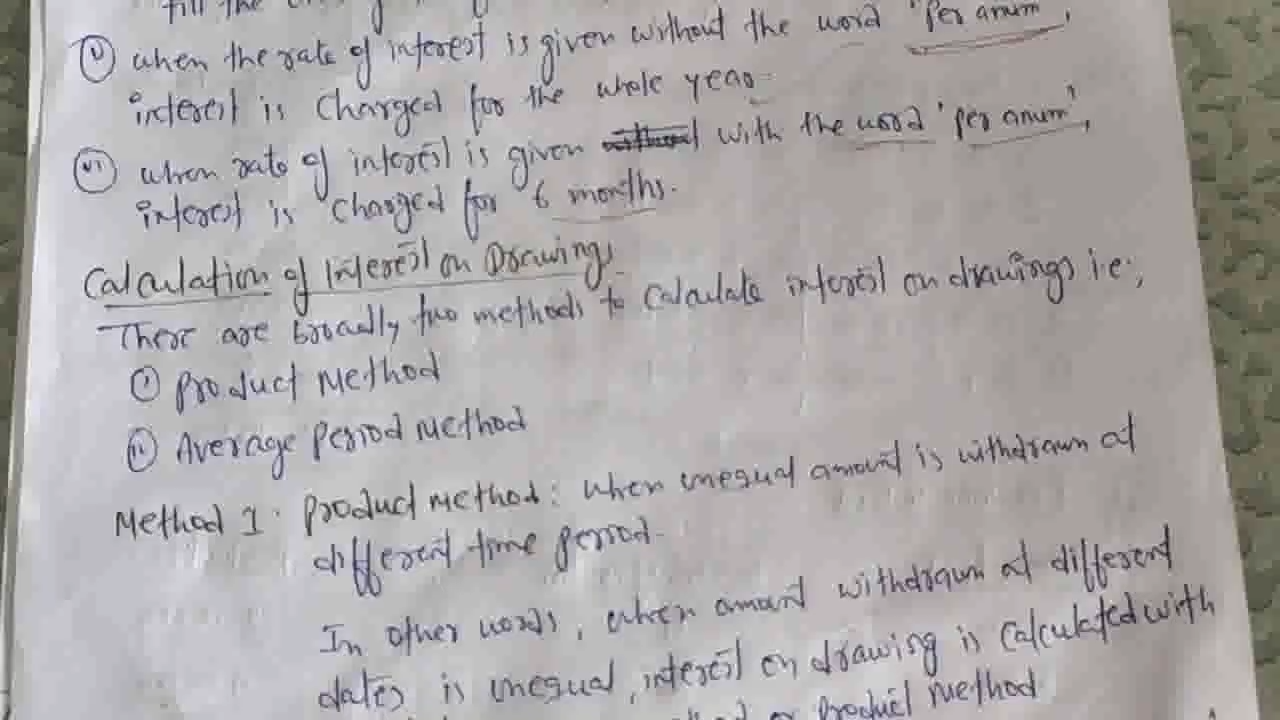 till the
(v) when the rate of interest is given without the word 'per anum',
interest is charged for the whole year.
(vi) when rate of interest is given with the word 'per anum',
interest is charged for 6 months.
Calculation of Interest on Drawings
There are broadly two methods to calculate interest on drawings i.e.,
(i) Product Method
(ii) Average Period Method
Method 1: Product method: when unequal amount is withdrawn at
different time period.
In other words, when amount withdrawn at different
dates is unequal, interest on drawing is calculated with
or product method